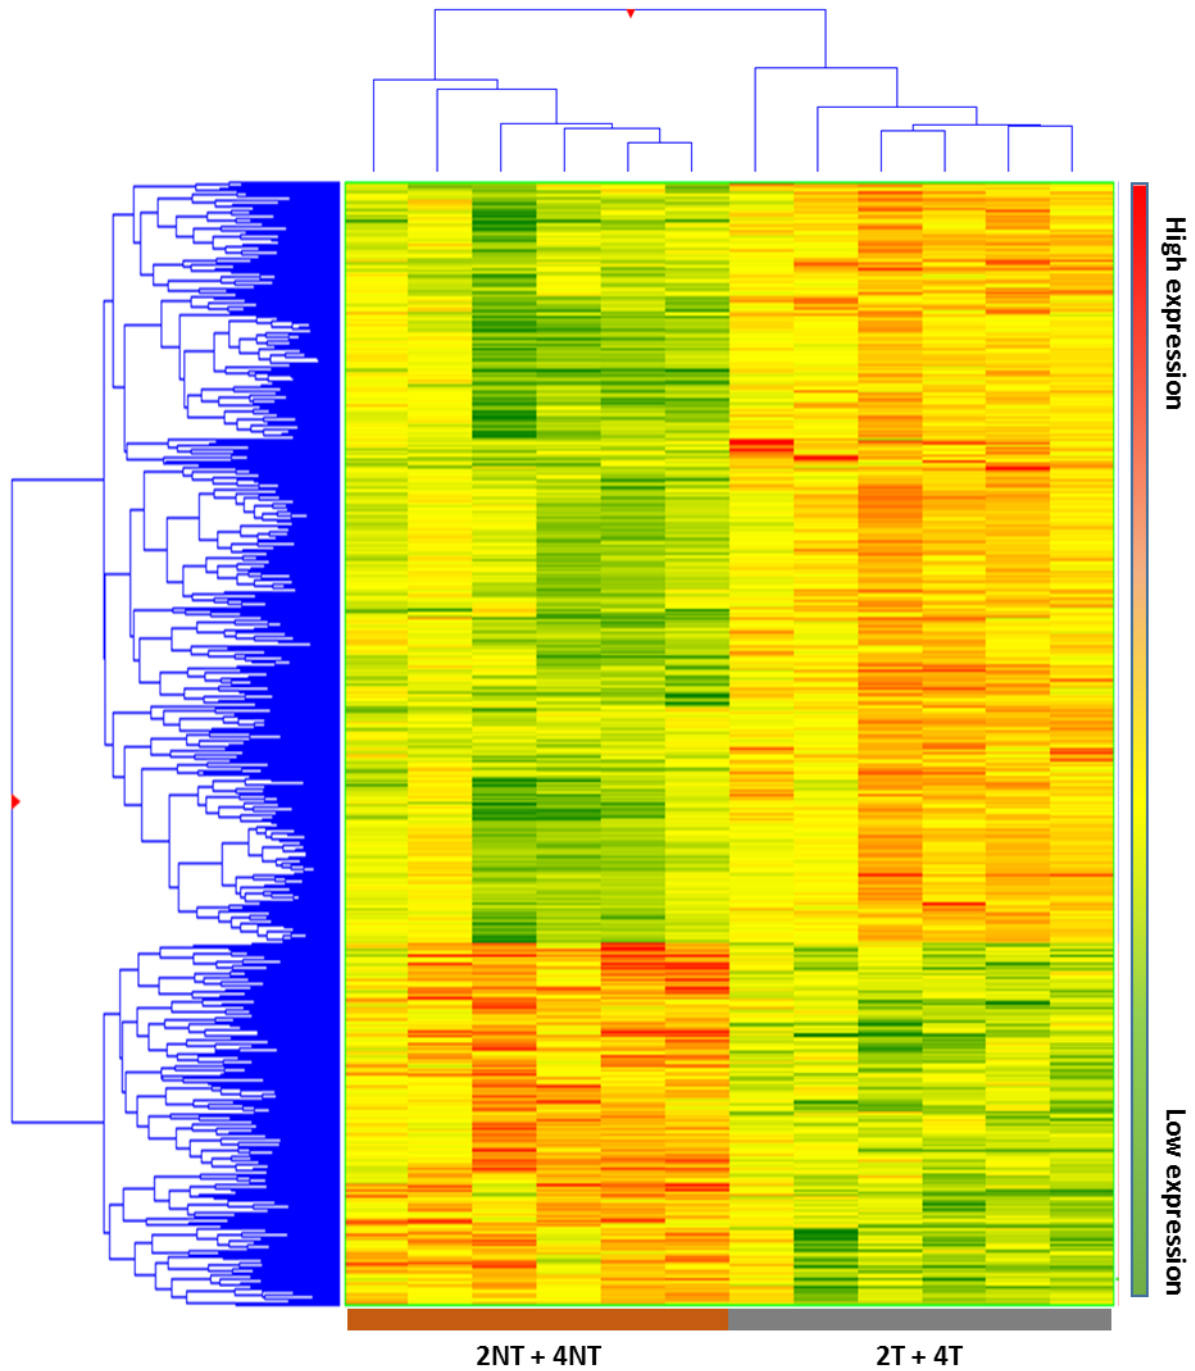 High expression
Low expression
2NT + 4NT
2T + 4T